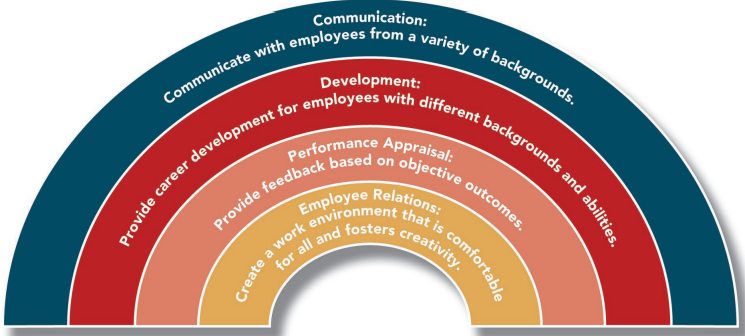 Communication:
Communicate with employees from a variety of backgrounds.
Development:
Provide career development for employees with different backgrounds and abilities.
Performance Appraisal:
Provide feedback based on objective outcomes.
Employee Relations:
Create a work environment that is comfortable
for all and fosters creativity.